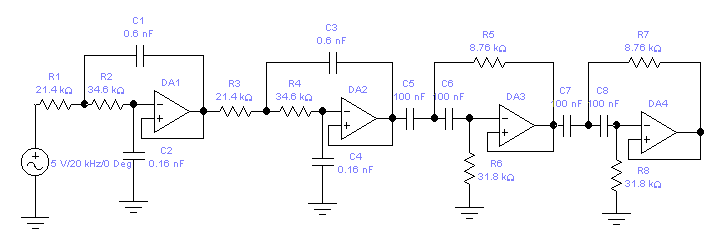 C1
0.6 nF
R1
21.4 kΩ
R2
34.6 kΩ
DA1
C2
0.16 nF
5 V/20 kHz/0 Deg
R3
21.4 kΩ
C3
0.6 nF
R4
34.6 kΩ
DA2
C4
0.16 nF
C5
100 nF
C6
100 nF
R5
8.76 kΩ
DA3
R6
31.8 kΩ
C7
100 nF
C8
100 nF
R7
8.76 kΩ
DA4
R8
31.8 kΩ